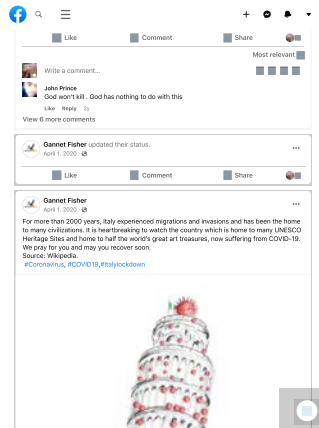 Like Comment Share
Most relevant
Write a comment...
John Prince
God won't kill . God has nothing to do with this
Like Reply 2y
View 6 more comments
Gannet Fisher updated their status.
April 1, 2020 ·
Like Comment Share
Gannet Fisher
April 1, 2020 ·
For more than 2000 years, Italy experienced migrations and invasions and has been the home
to many civilizations. It is heartbreaking to watch the country which is home to many UNESCO
Heritage Sites and home to half the world's great art treasures, now suffering from COVID-19.
We pray for you and may you recover soon.
Source: Wikipedia.
#Coronavirus, #COVID19,#Italylockdown